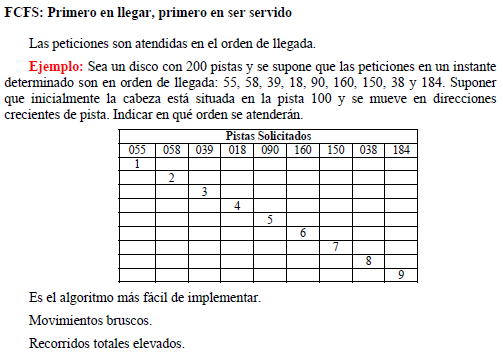 FCFS: Primero en llegar, primero en ser servido
Las peticiones son atendidas en el orden de llegada.
Ejemplo: Sea un disco con 200 pistas y se supone que las peticiones en un instante
determinado son en orden de llegada: 55, 58, 39, 18, 90, 160, 150, 38 y 184. Suponer
que inicialmente la cabeza está situada en la pista 100 y se mueve en direcciones
crecientes de pista. Indicar en qué orden se atenderán.
Pistas Solicitados
055 058 039 018 090 160 150 038 184
1
2
3
4
5
6
7
8
9
Es el algoritmo más fácil de implementar.
Movimientos bruscos.
Recorridos totales elevados.